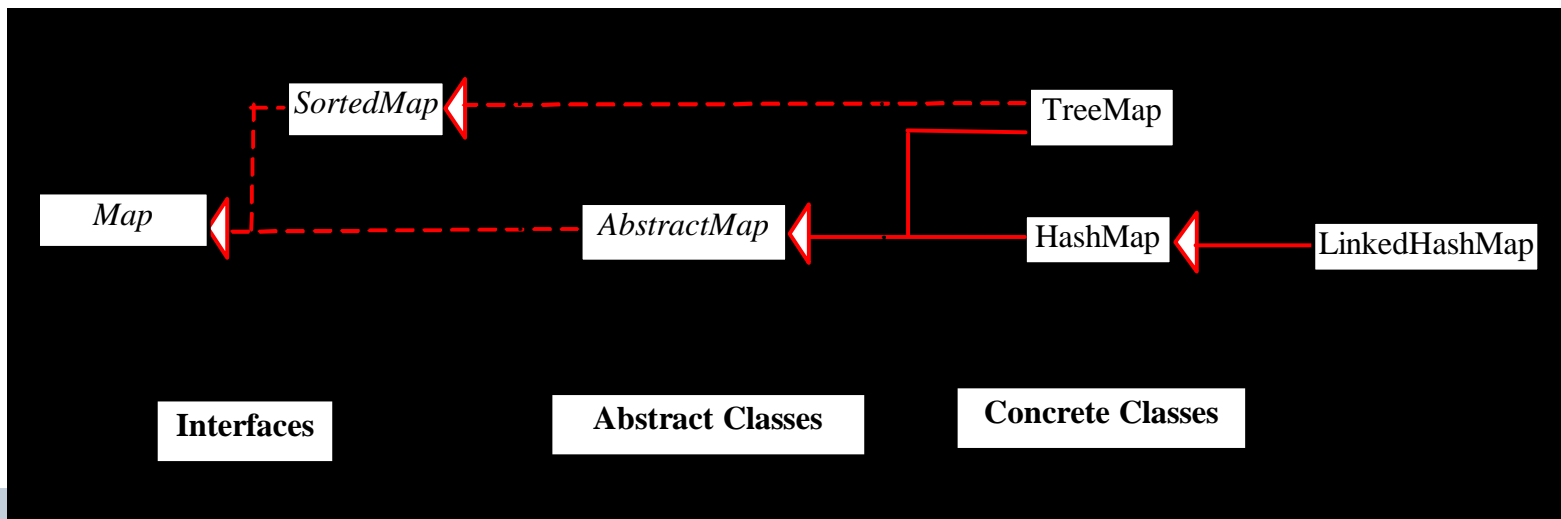 SortedMap
TreeMap
Map
AbstractMap
HashMap
LinkedHashMap
Interfaces
Abstract Classes
Concrete Classes